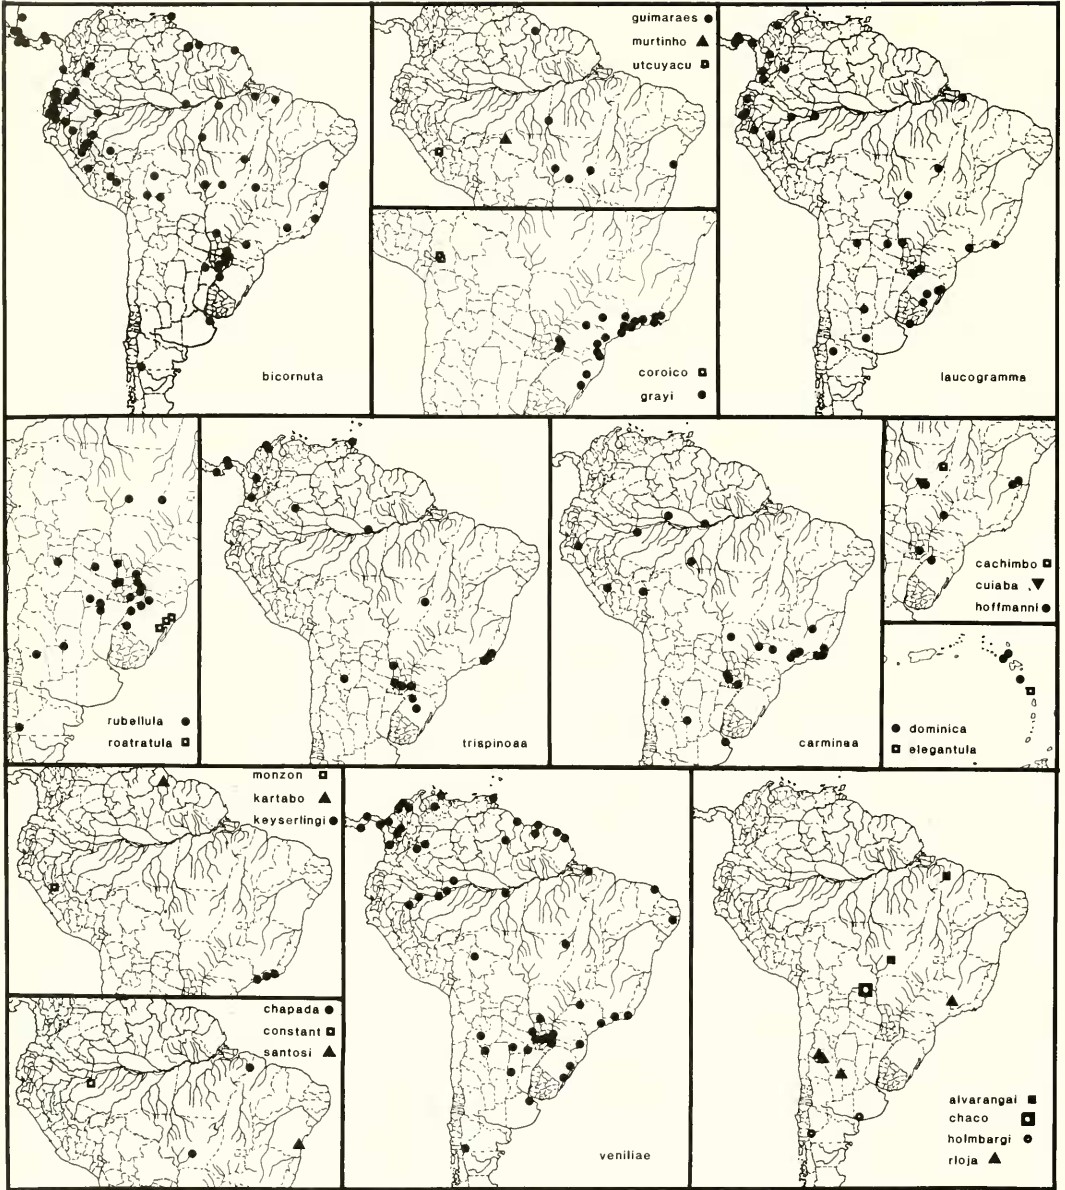 bicornuta
guimaraes
murtinho
utcuyacu
coroico
grayi
laucogramma
rubellula
roatratula
trispinoaa
carminaa
cachimbo
cuiaba
hoffmanni
dominica
elegantula
monzon
kartabo
keyserlingi
chapada
constant
santosi
veniliae
alvarangai
chaco
holmbargi
rloja